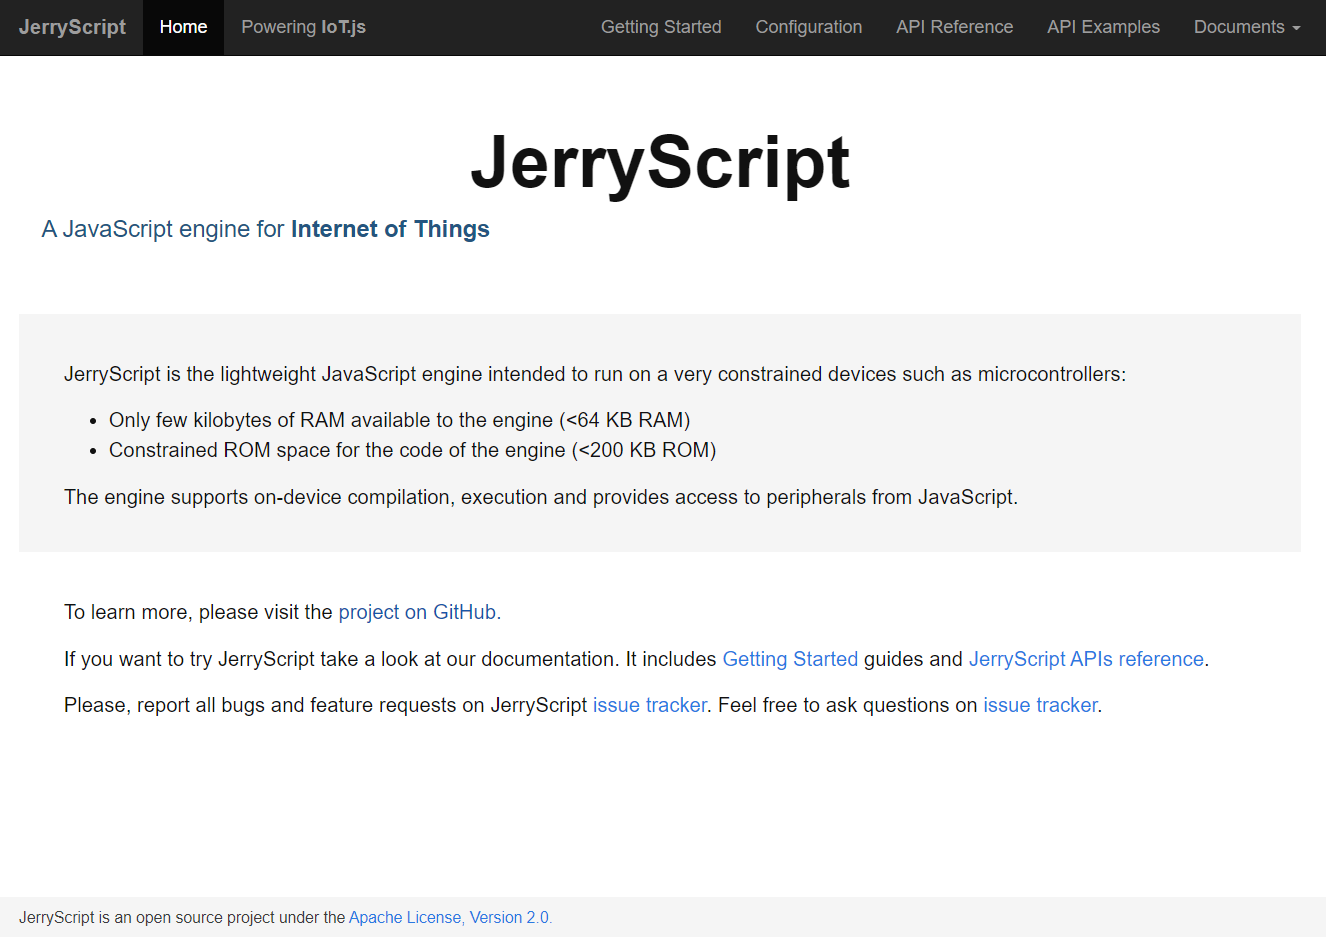 JerryScript Home Powering IoT.js Getting Started Configuration API Reference API Examples Documents
JerryScript
A JavaScript engine for Internet of Things
JerryScript is the lightweight JavaScript engine intended to run on a very constrained devices such as microcontrollers:
• Only few kilobytes of RAM available to the engine (<64 KB RAM)
• Constrained ROM space for the code of the engine (<200 KB ROM)
The engine supports on-device compilation, execution and provides access to peripherals from JavaScript.
To learn more, please visit the project on GitHub.
If you want to try JerryScript take a look at our documentation. It includes Getting Started guides and JerryScript APIs reference.
Please, report all bugs and feature requests on JerryScript issue tracker. Feel free to ask questions on issue tracker.
JerryScript is an open source project under the Apache License, Version 2.0.